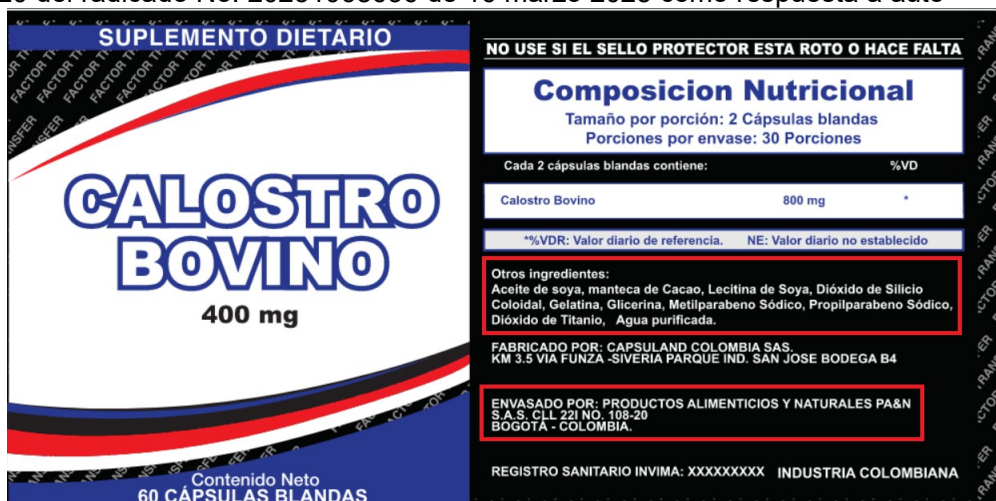 SUPLEMENTO DIETARIO
CALOSTRO
BOVINO
400 mg
Contenido Neto
60 CÁPSULAS BLANDAS
NO USE SI EL SELLO PROTECTOR ESTA ROTO O HACE FALTA
Composicion Nutricional
Tamaño por porción: 2 Cápsulas blandas
Porciones por envase: 30 Porciones
Cada 2 cápsulas blandas contiene: %VD
Calostro Bovino 800 mg *
*%VDR: Valor diario de referencia. NE: Valor diario no establecido
Otros ingredientes:
Aceite de soya, manteca de Cacao, Lecitina de Soya, Dióxido de Silicio
Coloidal, Gelatina, Glicerina, Metilparabeno Sódico, Propilparabeno Sódico,
Dióxido de Titanio, Agua purificada.
FABRICADO POR: CAPSULAND COLOMBIA SAS.
KM 3.5 VIA FUNZA -SIVERIA PARQUE IND. SAN JOSE BODEGA B4
ENVASADO POR: PRODUCTOS ALIMENTICIOS Y NATURALES PA&N
S.A.S. CLL 22I NO. 108-20
BOGOTÁ - COLOMBIA.
REGISTRO SANITARIO INVIMA: XXXXXXXXX INDUSTRIA COLOMBIANA